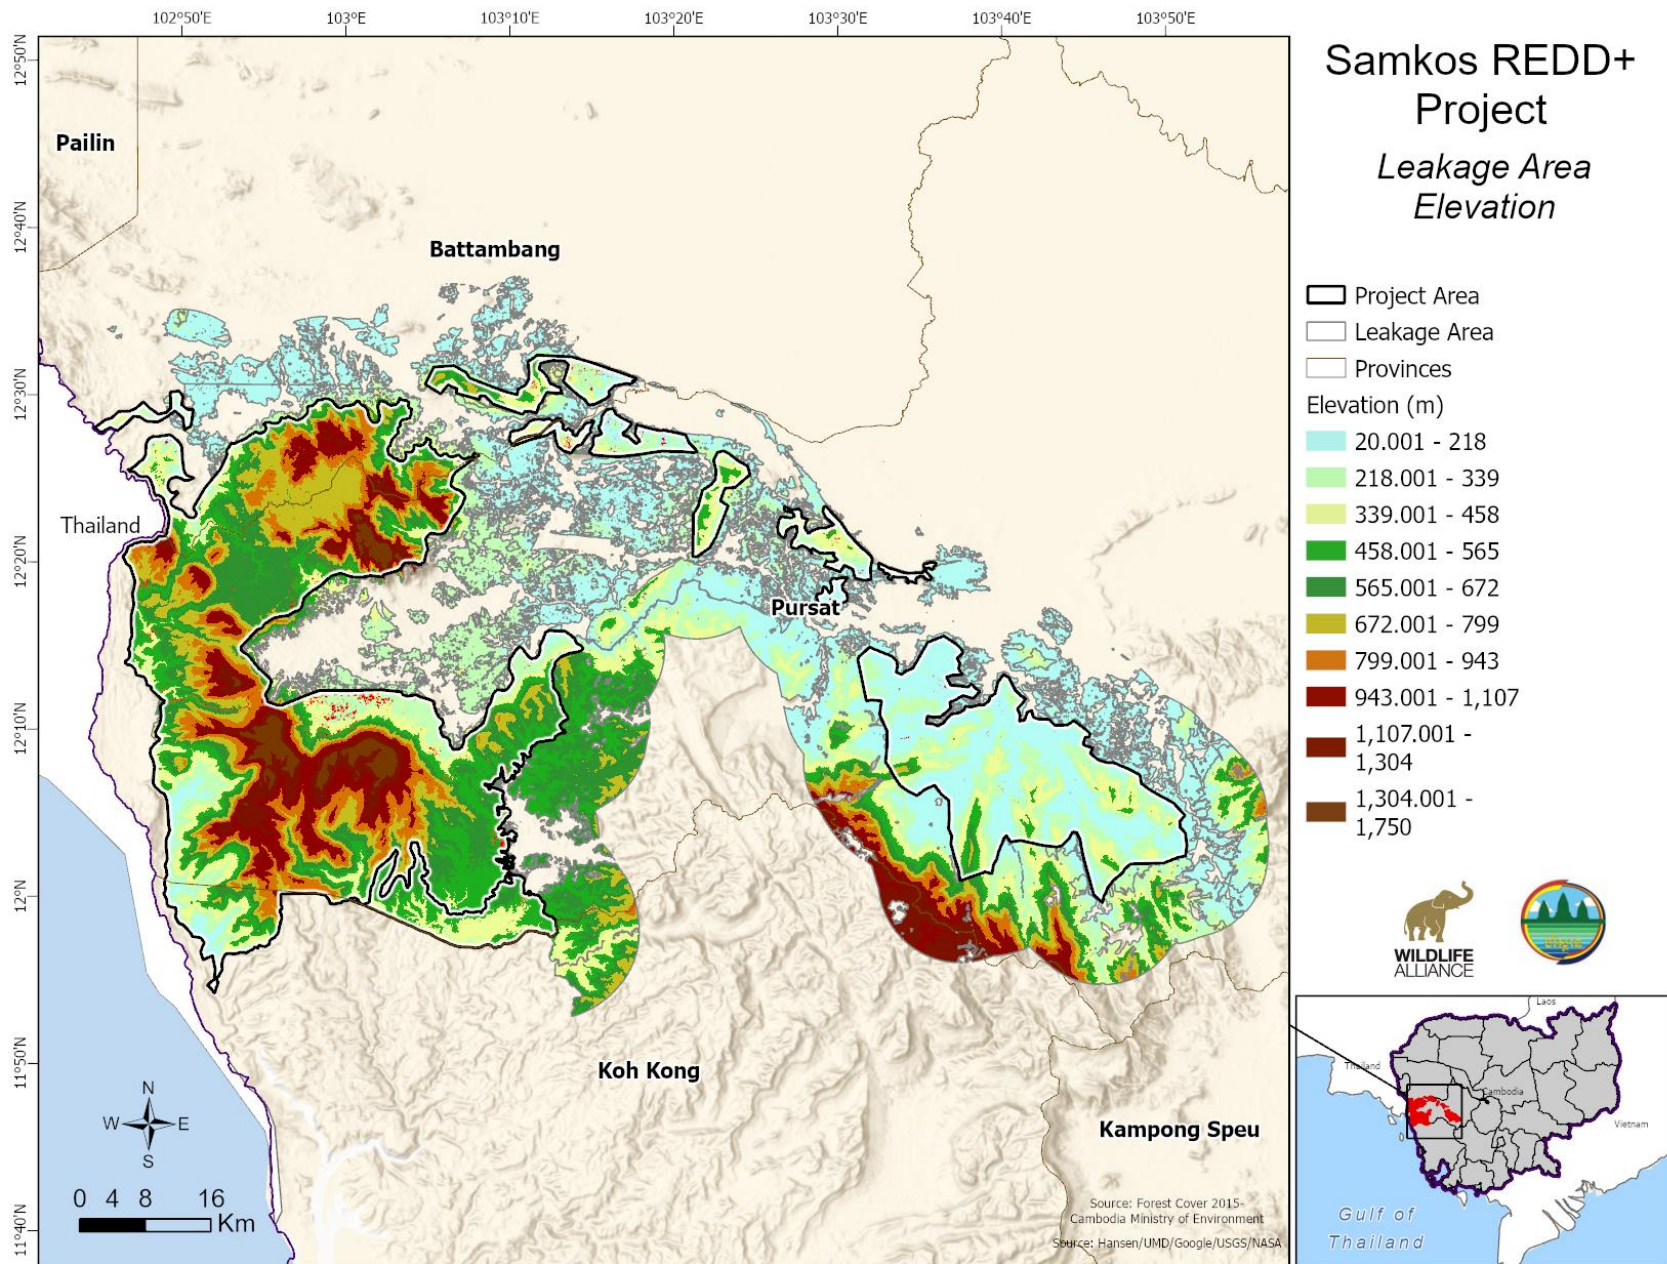 102°50'E 103°E 103°10'E 103°20'E 103°30'E 103°40'E 103°50'E
12°50'N
12°40'N
12°30'N
12°20'N
12°10'N
12°N
11°50'N
11°40'N
Pailin
Battambang
Thailand
Pursat
Koh Kong
Kampong Speu
N
W E
S
0 4 8 16
Km
Source: Forest Cover 2015-
Cambodia Ministry of Environment
Source: Hansen/UMD/Google/USGS/NASA
Samkos REDD+
Project
Leakage Area
Elevation
Project Area
Leakage Area
Provinces
Elevation (m)
20.001 - 218
218.001 - 339
339.001 - 458
458.001 - 565
565.001 - 672
672.001 - 799
799.001 - 943
943.001 - 1,107
1,107.001 -
1,304
1,304.001 -
1,750
WILDLIFE
ALLIANCE
Laos
Thailand
Cambodia
Vietnam
Gulf of
Thailand